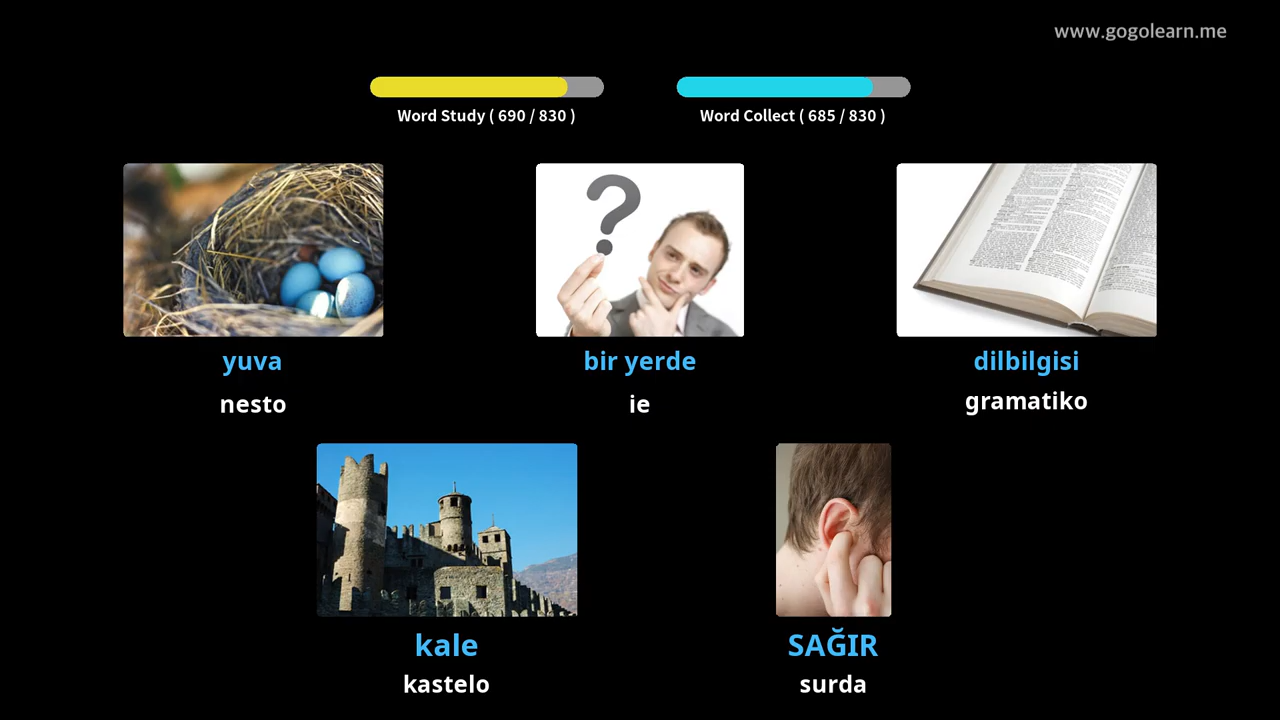 www.gogolearn.me
Word Study ( 690 / 830 )
Word Collect ( 685 / 830 )
yuva
nesto
bir yerde
ie
dilbilgisi
gramatiko
kale
kastelo
SAĞIR
surda